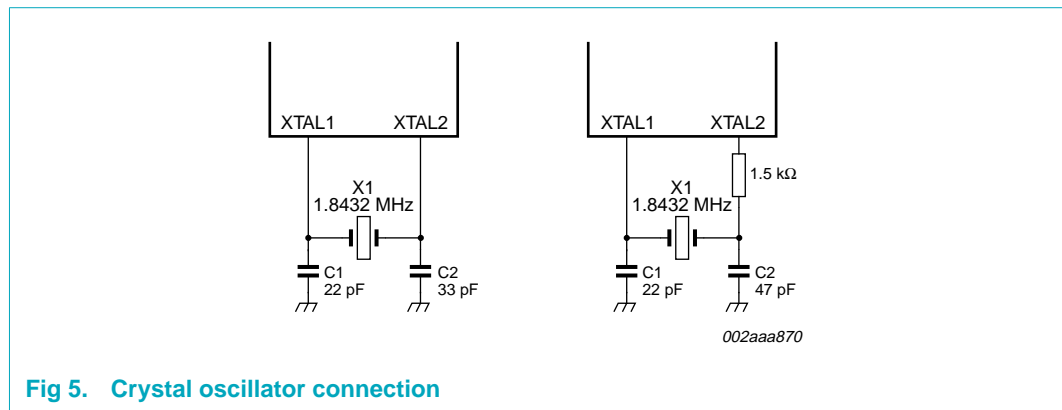 XTAL1 XTAL2
X1
1.8432 MHz
C1
22 pF
C2
33 pF
XTAL1 XTAL2
1.5 kΩ
X1
1.8432 MHz
C1
22 pF
C2
47 pF
002aaa870
Fig 5. Crystal oscillator connection